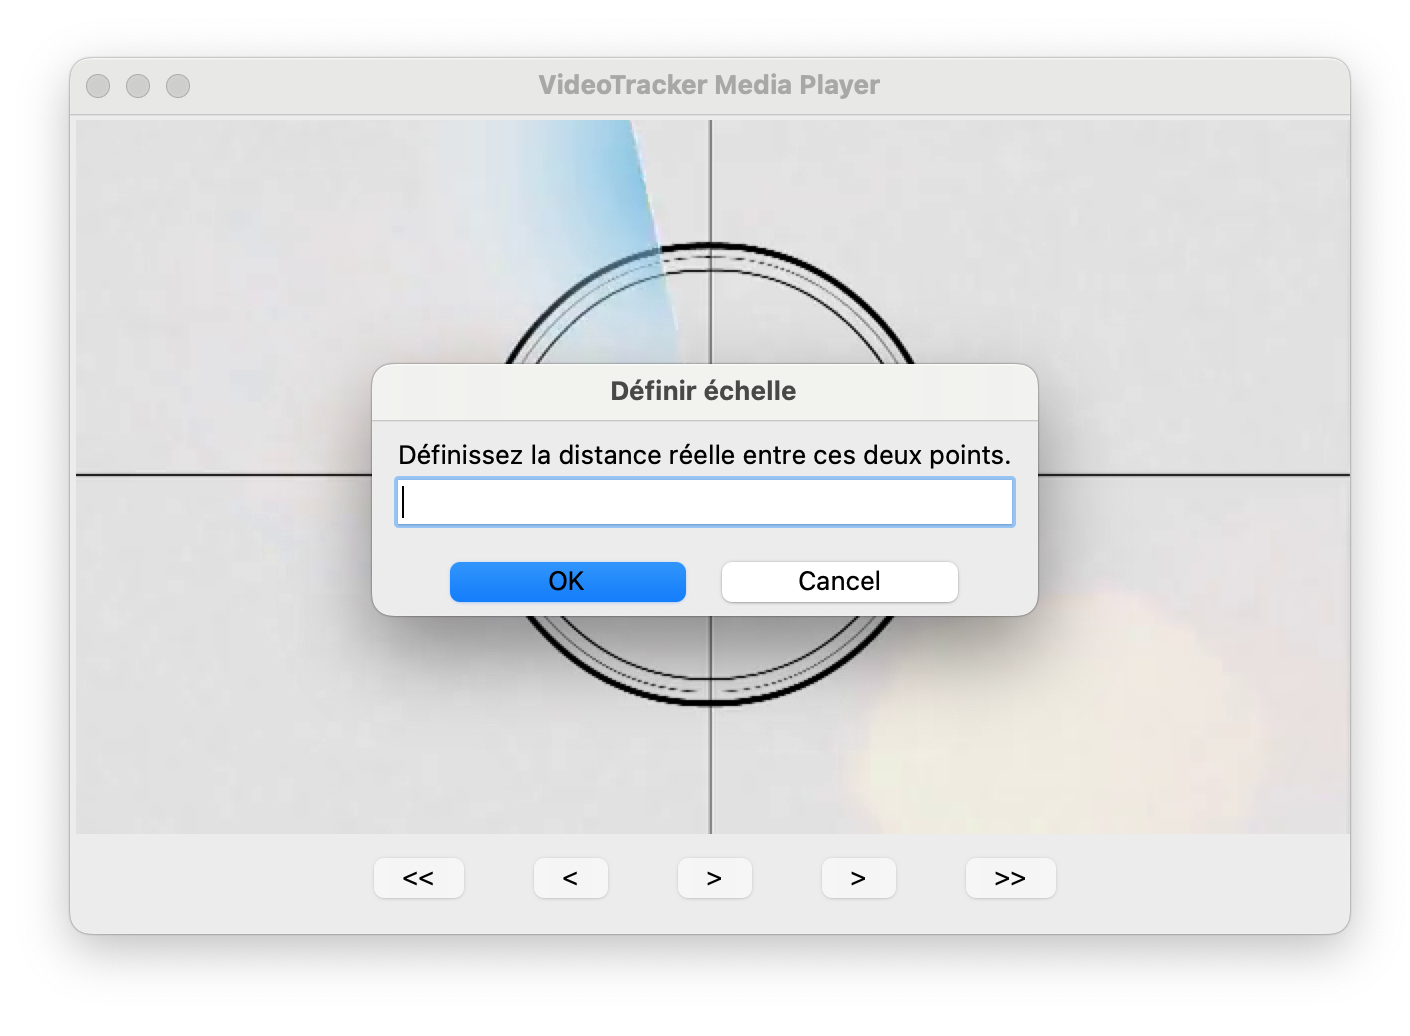 VideoTracker Media Player
Définir échelle
Définissez la distance réelle entre ces deux points.
OK Cancel
<< < > > >>